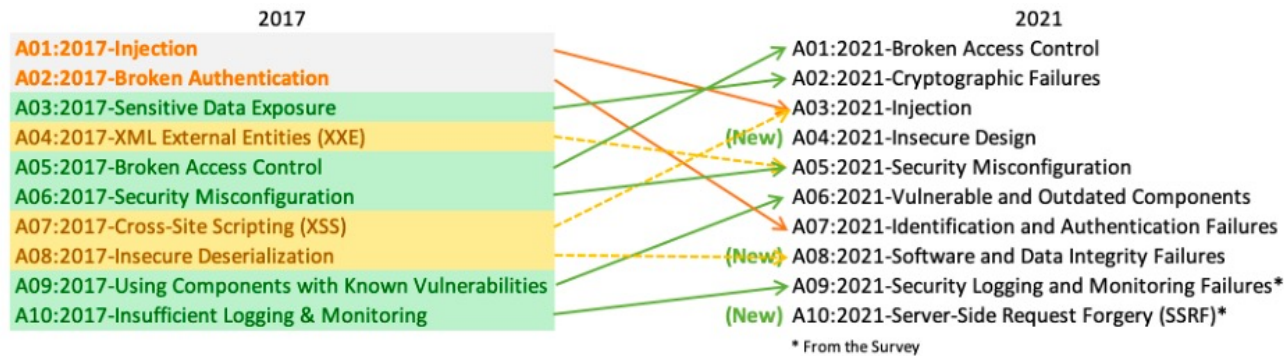 2017
A01:2017-Injection
A02:2017-Broken Authentication
A03:2017-Sensitive Data Exposure
A04:2017-XML External Entities (XXE)
A05:2017-Broken Access Control
A06:2017-Security Misconfiguration
A07:2017-Cross-Site Scripting (XSS)
A08:2017-Insecure Deserialization
A09:2017-Using Components with Known Vulnerabilities
A10:2017-Insufficient Logging & Monitoring
2021
A01:2021-Broken Access Control
A02:2021-Cryptographic Failures
A03:2021-Injection
(New) A04:2021-Insecure Design
A05:2021-Security Misconfiguration
A06:2021-Vulnerable and Outdated Components
A07:2021-Identification and Authentication Failures
(New) A08:2021-Software and Data Integrity Failures
A09:2021-Security Logging and Monitoring Failures*
(New) A10:2021-Server-Side Request Forgery (SSRF)*
* From the Survey